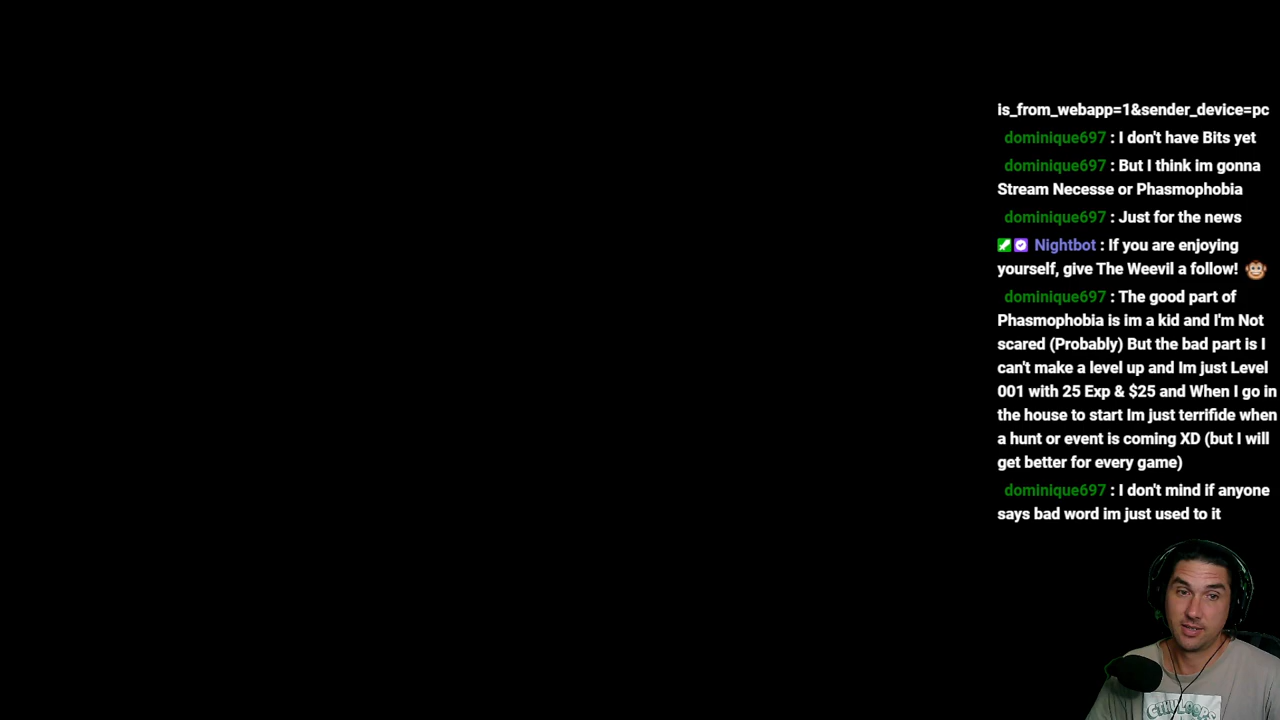 is_from_webapp=1&sender_device=pc
dominique697 : I don't have Bits yet
dominique697 : But I think im gonna
Stream Necesse or Phasmophobia
dominique697 : Just for the news
Nightbot : If you are enjoying
yourself, give The Weevil a follow!
dominique697 : The good part of
Phasmophobia is im a kid and I'm Not
scared (Probably) But the bad part is I
can't make a level up and Im just Level
001 with 25 Exp & $25 and When I go in
the house to start Im just terrifide when
a hunt or event is coming XD (but I will
get better for every game)
dominique697 : I don't mind if anyone
says bad word im just used to it